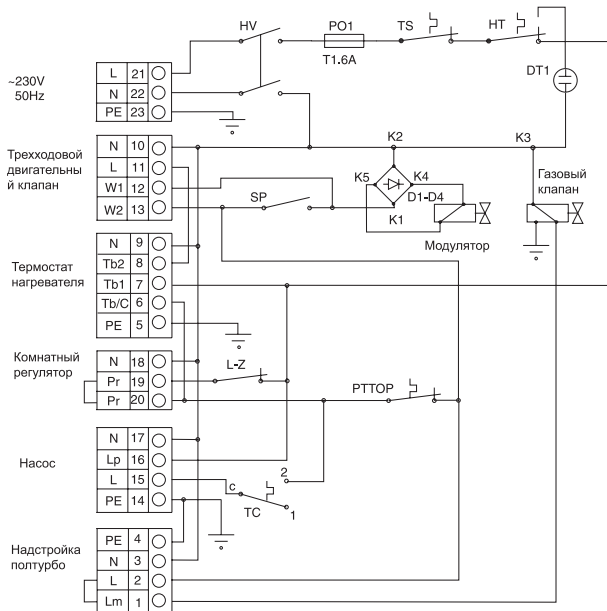 HV
PO1
T1.6A
TS
HT
DT1
~230V
50Hz
L 21
N 22
PE 23
Трехходовой
двигательны
й клапан
N 10
L 11
W1 12
W2 13
K2
K3
K5
K4
D1-D4
K1
SP
Модулятор
Газовый
клапан
Термостат
нагревателя
N 9
Tb2 8
Tb1 7
Tb/C 6
PE 5
Комнатный
регулятор
N 18
Pr 19
Pr 20
L-Z
PTTOP
Насос
N 17
Lp 16
L 15
PE 14
c
2
TC
1
Надстройка
полтурбо
PE 4
N 3
L 2
Lm 1